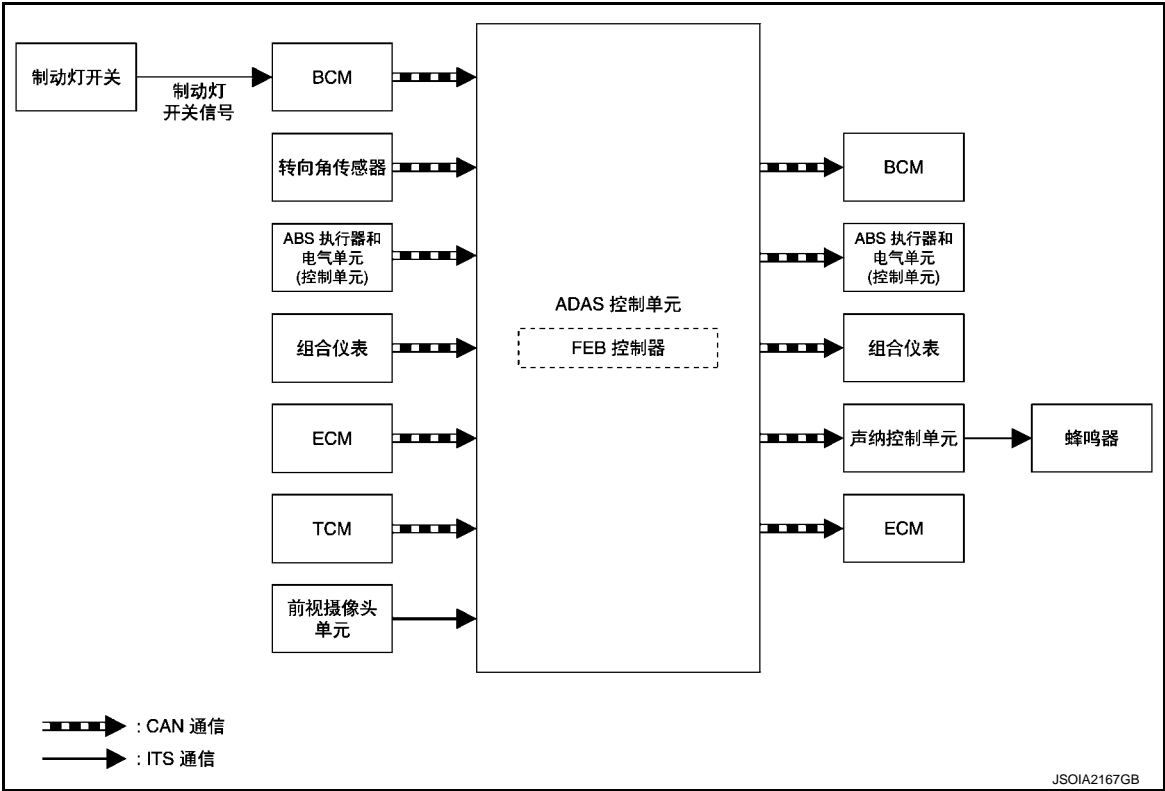 制动灯开关
制动灯
开关信号
BCM
转向角传感器
ABS 执行器和
电气单元
(控制单元)
组合仪表
ECM
TCM
前视摄像头
单元
ADAS 控制单元
FEB 控制器
BCM
ABS 执行器和
电气单元
(控制单元)
组合仪表
声纳控制单元
蜂鸣器
ECM
: CAN 通信
: ITS 通信
JSOIA2167GB